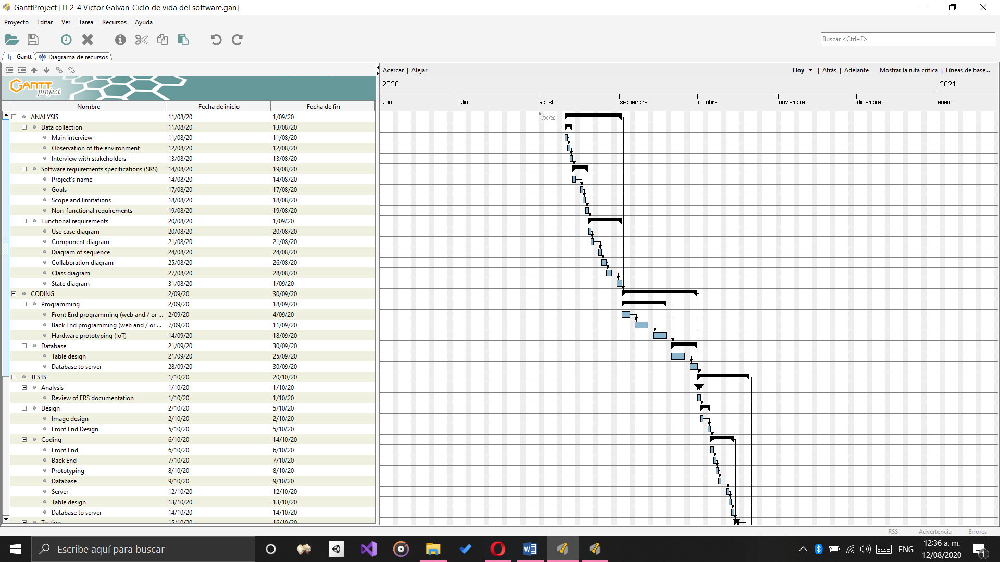 GanttProject [TI 2-4 Victor Galvan-Ciclo de vida del software.gan]
Proyecto Editar Ver Tarea Recursos Ayuda
Buscar <Ctrl+F>
Gantt Diagrama de recursos
Acercar | Alejar Hoy | Atrás | Adelante Mostrar la ruta crítica | Líneas de base...
GANTT project
2020 2021
junio julio agosto septiembre octubre noviembre diciembre enero
Nombre Fecha de inicio Fecha de fin
1/08/20
ANALYSIS 11/08/20 1/09/20
Data collection 11/08/20 13/08/20
Main interview 11/08/20 11/08/20
Observation of the environment 12/08/20 12/08/20
Interview with stakeholders 13/08/20 13/08/20
Software requirements specifications (SRS) 14/08/20 19/08/20
Project's name 14/08/20 14/08/20
Goals 17/08/20 17/08/20
Scope and limitations 18/08/20 18/08/20
Non-functional requirements 19/08/20 19/08/20
Functional requirements 20/08/20 1/09/20
Use case diagram 20/08/20 20/08/20
Component diagram 21/08/20 21/08/20
Diagram of sequence 24/08/20 24/08/20
Collaboration diagram 25/08/20 26/08/20
Class diagram 27/08/20 28/08/20
State diagram 31/08/20 1/09/20
CODING 2/09/20 30/09/20
Programming 2/09/20 18/09/20
Front End programming (web and / or ... 2/09/20 4/09/20
Back End programming (web and / or ... 7/09/20 11/09/20
Hardware prototyping (IoT) 14/09/20 18/09/20
Database 21/09/20 30/09/20
Table design 21/09/20 25/09/20
Database to server 28/09/20 30/09/20
TESTS 1/10/20 20/10/20
Analysis 1/10/20 1/10/20
Review of ERS documentation 1/10/20 1/10/20
Design 2/10/20 5/10/20
Image design 2/10/20 2/10/20
Front End Design 5/10/20 5/10/20
Coding 6/10/20 14/10/20
Front End 6/10/20 6/10/20
Back End 7/10/20 7/10/20
Prototyping 8/10/20 8/10/20
Database 9/10/20 9/10/20
Server 12/10/20 12/10/20
Table design 13/10/20 13/10/20
Database to server 14/10/20 14/10/20
Testing 15/10/20 16/10/20
RSS Advertencia Errores
Escribe aquí para buscar
ENG
12:36 a. m.
12/08/2020
1